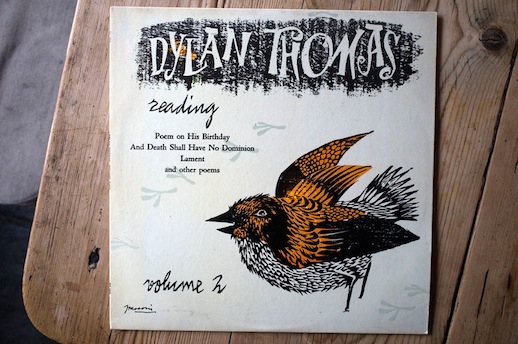 DYLAN THOMAS
reading
Poem on His Birthday
And Death Shall Have No Dominion
Lament
and other poems
volume 2